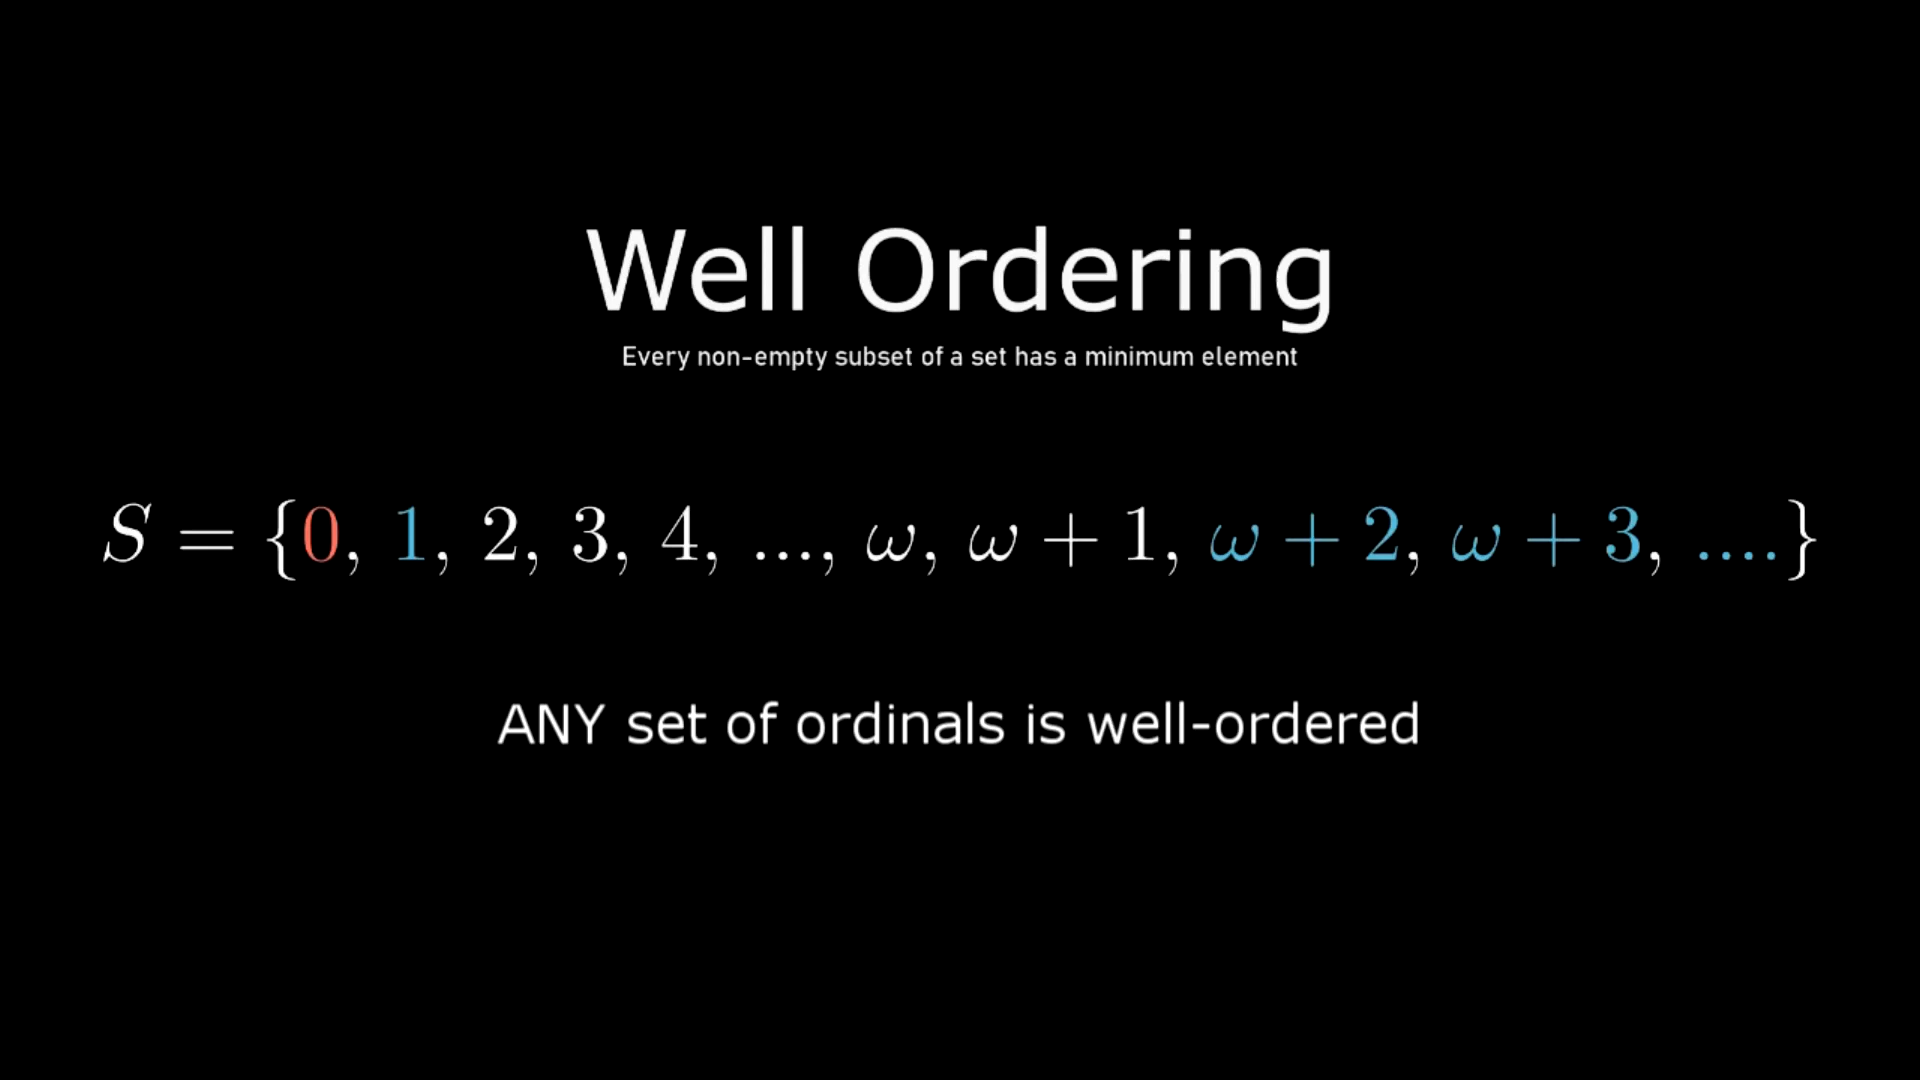 Well Ordering
Every non-empty subset of a set has a minimum element
S = {0, 1, 2, 3, 4, ..., ω, ω + 1, ω + 2, ω + 3, ....}
ANY set of ordinals is well-ordered